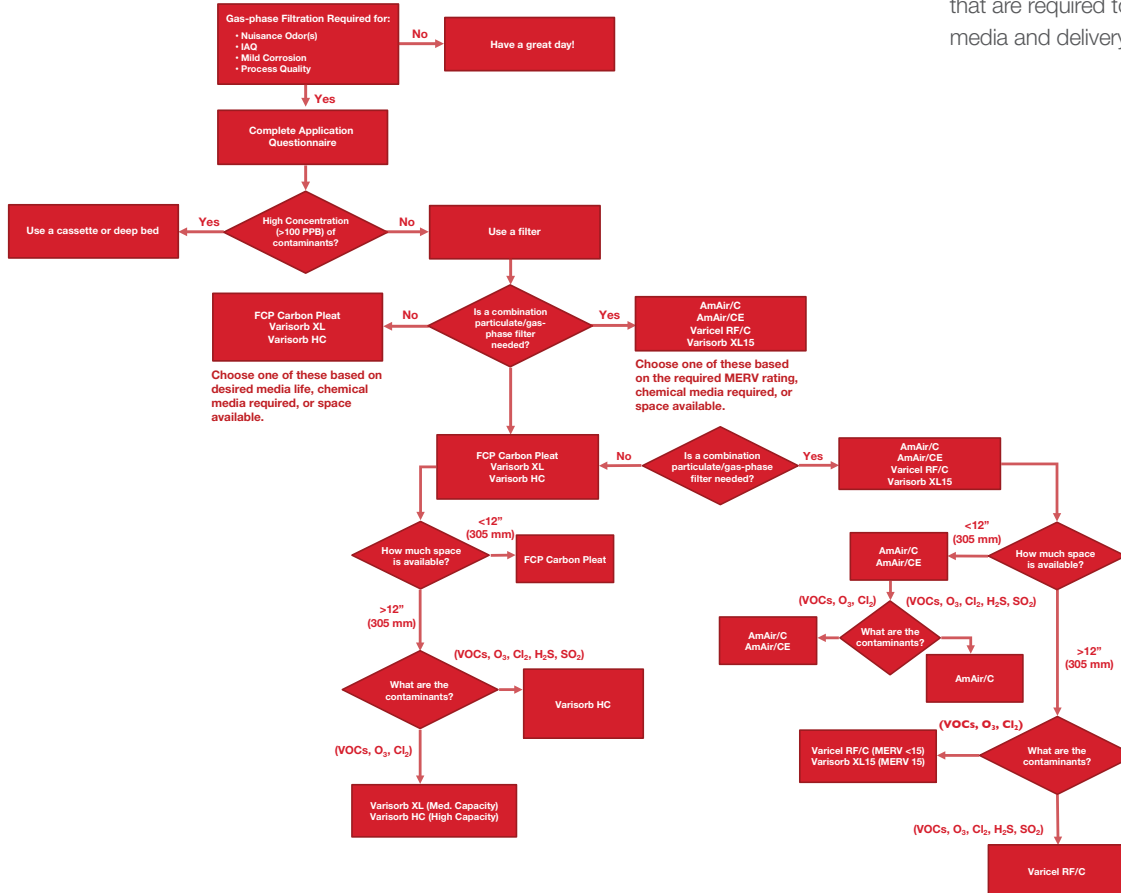 that are required to
media and delivery
Gas-phase Filtration Required for:
• Nuisance Odor(s)
• IAQ
• Mild Corrosion
• Process Quality
No
Have a great day!
Yes
Complete Application
Questionnaire
Use a cassette or deep bed
Yes
High Concentration
(>100 PPB) of
contaminants?
No
Use a filter
FCP Carbon Pleat
Varisorb XL
Varisorb HC
No
Is a combination
particulate/gas-
phase filter
needed?
Yes
AmAir/C
AmAir/CE
Varicel RF/C
Varisorb XL15
Choose one of these based on
desired media life, chemical
media required, or space
available.
Choose one of these based
on the required MERV rating,
chemical media required, or
space available.
FCP Carbon Pleat
Varisorb XL
Varisorb HC
No
Is a combination
particulate/gas-phase
filter needed?
Yes
AmAir/C
AmAir/CE
Varicel RF/C
Varisorb XL15
How much space
is available?
<12”
(305 mm)
FCP Carbon Pleat
AmAir/C
AmAir/CE
<12”
(305 mm)
How much space
is available?
>12”
(305 mm)
(VOCs, O₃, Cl₂)
(VOCs, O₃, Cl₂, H₂S, SO₂)
AmAir/C
AmAir/CE
What are the
contaminants?
AmAir/C
>12”
(305 mm)
(VOCs, O₃, Cl₂, H₂S, SO₂)
What are the
contaminants?
Varisorb HC
(VOCs, O₃, Cl₂)
Varisorb XL (Med. Capacity)
Varisorb HC (High Capacity)
(VOCs, O₃, Cl₂)
Varicel RF/C (MERV <15)
Varisorb XL15 (MERV 15)
What are the
contaminants?
(VOCs, O₃, Cl₂, H₂S, SO₂)
Varicel RF/C